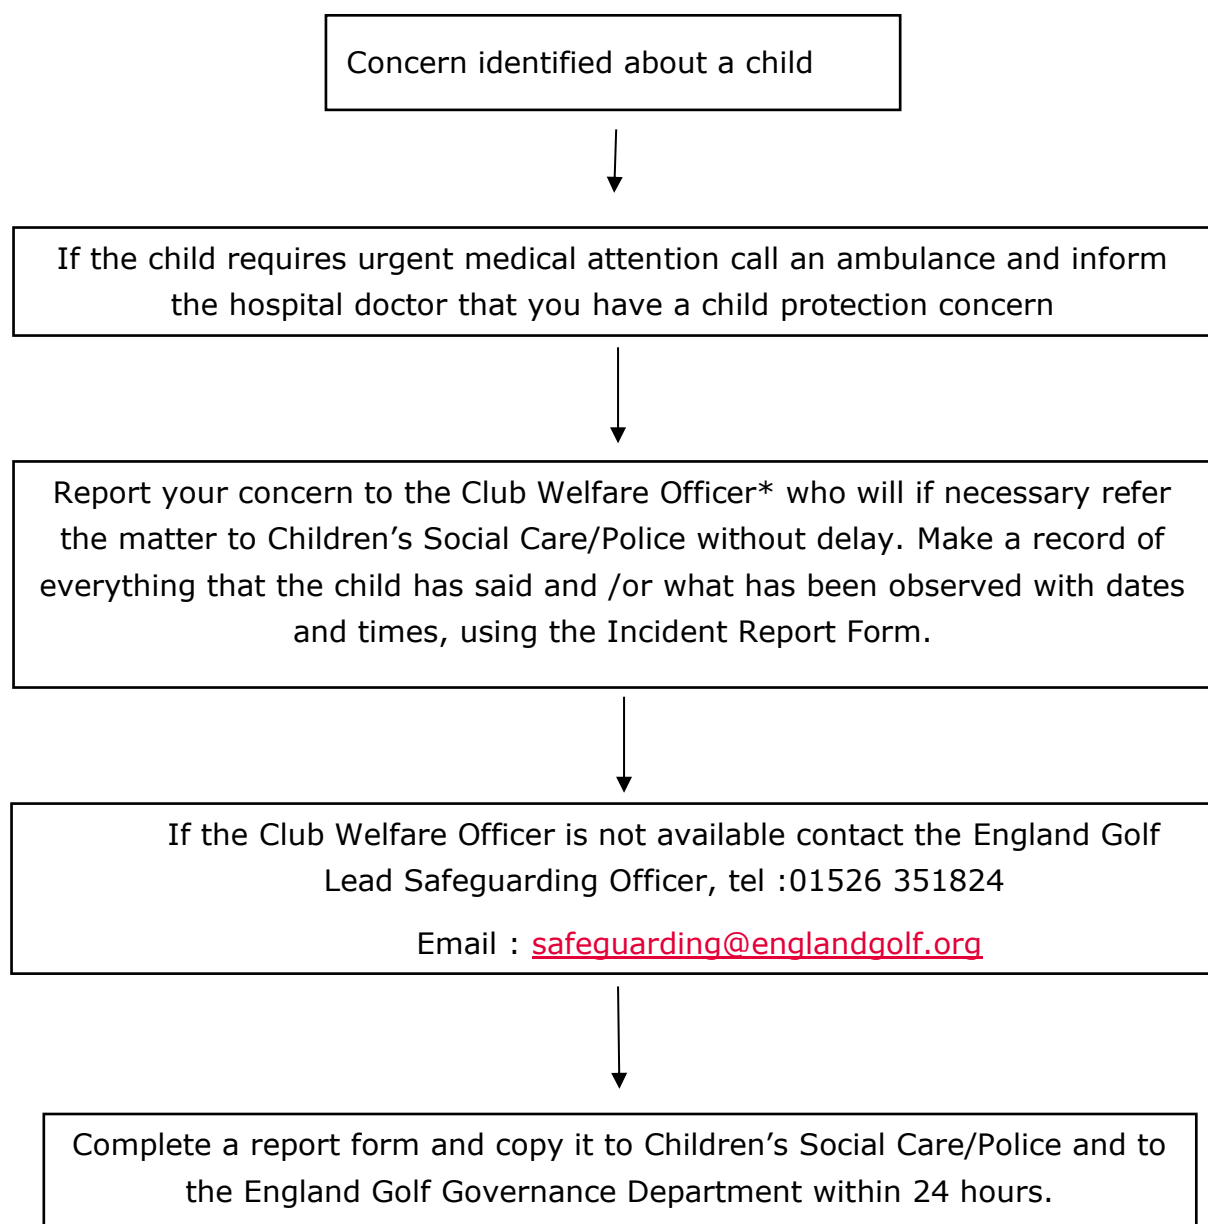 Concern identified about a child
If the child requires urgent medical attention call an ambulance and inform
the hospital doctor that you have a child protection concern
Report your concern to the Club Welfare Officer* who will if necessary refer
the matter to Children’s Social Care/Police without delay. Make a record of
everything that the child has said and /or what has been observed with dates
and times, using the Incident Report Form.
If the Club Welfare Officer is not available contact the England Golf
Lead Safeguarding Officer, tel :01526 351824
Email : safeguarding@englandgolf.org
Complete a report form and copy it to Children’s Social Care/Police and to
the England Golf Governance Department within 24 hours.